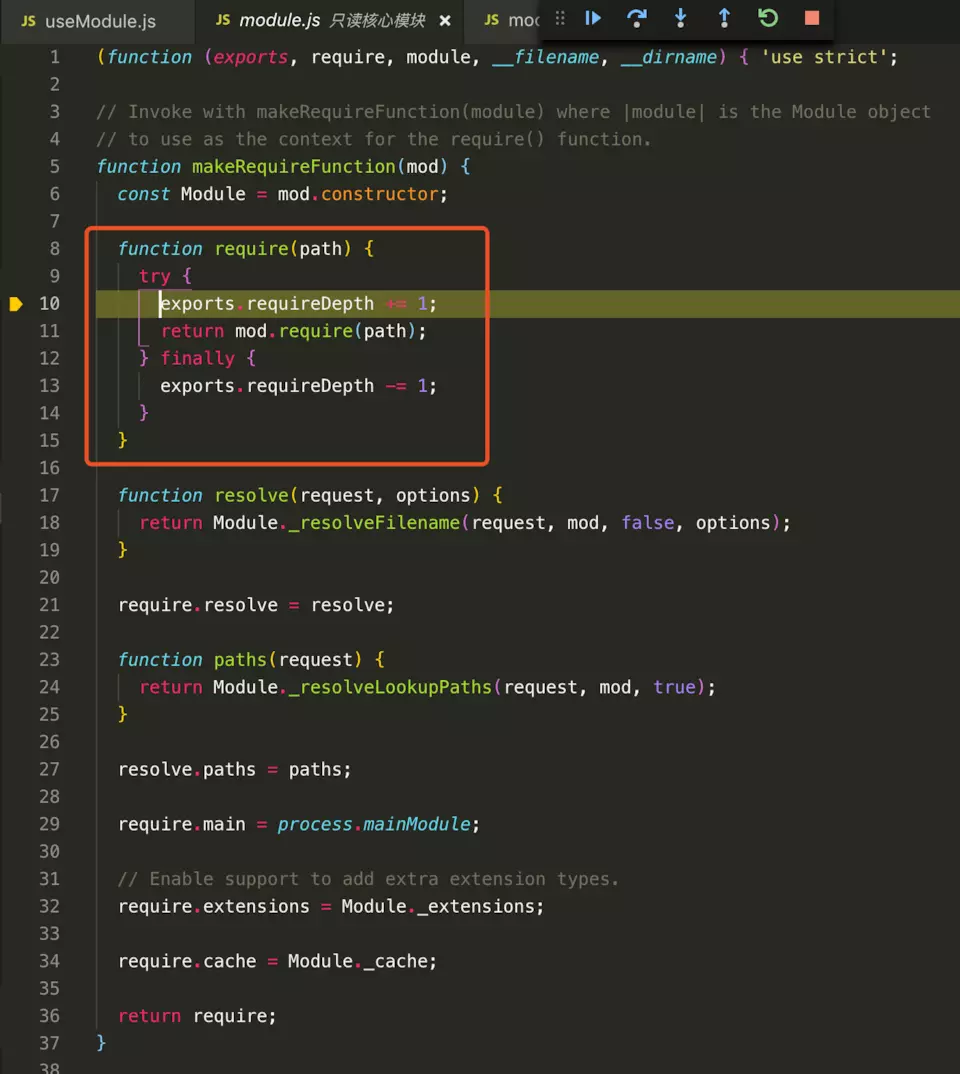 JS useModule.js JS module.js 只读核心模块 × JS mod
1 (function (exports, require, module, __filename, __dirname) { 'use strict';
2
3 // Invoke with makeRequireFunction(module) where |module| is the Module object
4 // to use as the context for the require() function.
5 function makeRequireFunction(mod) {
6 const Module = mod.constructor;
7
8 function require(path) {
9 try {
10 exports.requireDepth += 1;
11 return mod.require(path);
12 } finally {
13 exports.requireDepth -= 1;
14 }
15 }
16
17 function resolve(request, options) {
18 return Module._resolveFilename(request, mod, false, options);
19 }
20
21 require.resolve = resolve;
22
23 function paths(request) {
24 return Module._resolveLookupPaths(request, mod, true);
25 }
26
27 resolve.paths = paths;
28
29 require.main = process.mainModule;
30
31 // Enable support to add extra extension types.
32 require.extensions = Module._extensions;
33
34 require.cache = Module._cache;
35
36 return require;
37 }
38